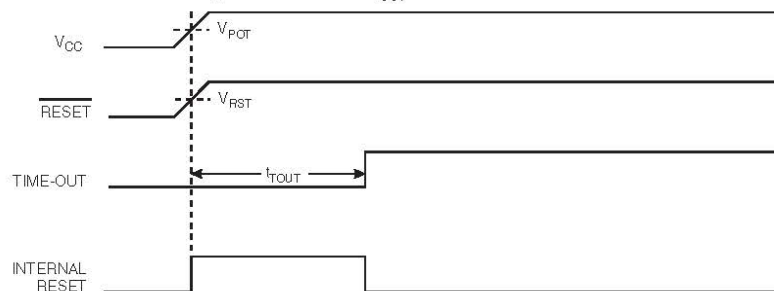 VCC
VPOT
RESET
VRST
TIME-OUT
tTOUT
INTERNAL
RESET